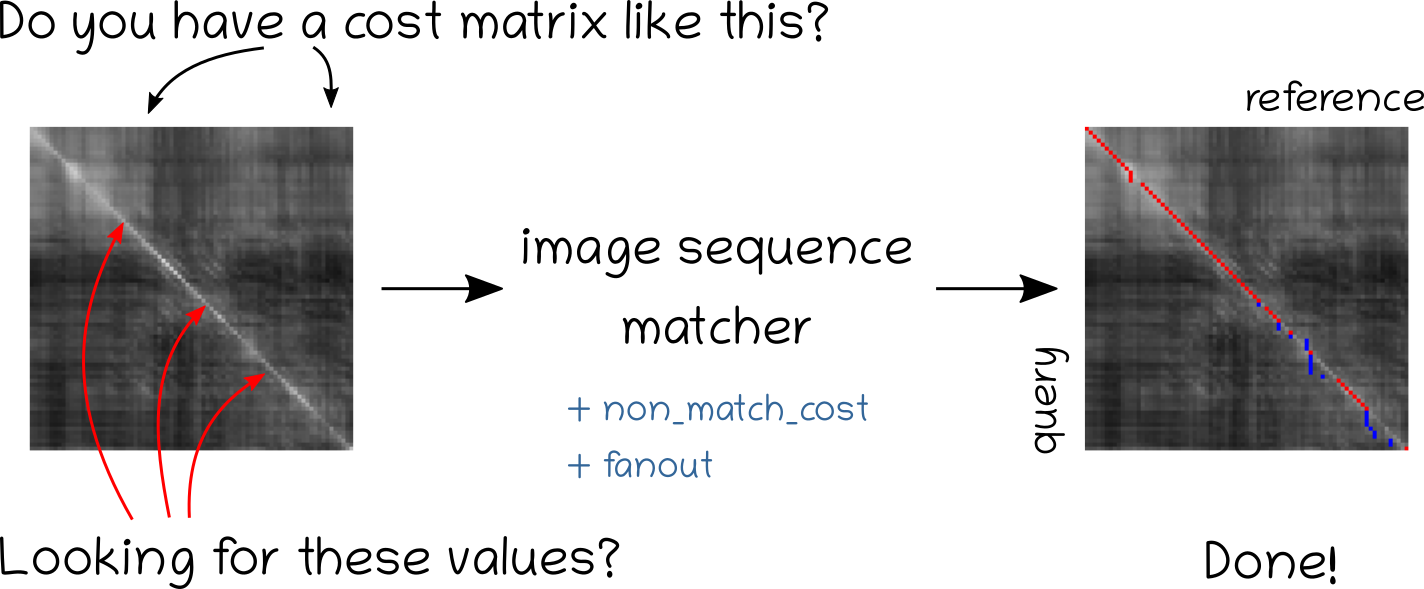 Do you have a cost matrix like this?
reference
image sequence
matcher
+ non_match_cost
+ fanout
query
Looking for these values?
Done!